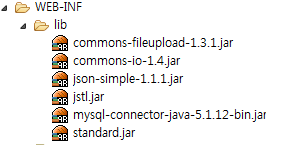 WEB-INF
lib
commons-fileupload-1.3.1.jar
commons-io-1.4.jar
json-simple-1.1.1.jar
jstl.jar
mysql-connector-java-5.1.12-bin.jar
standard.jar